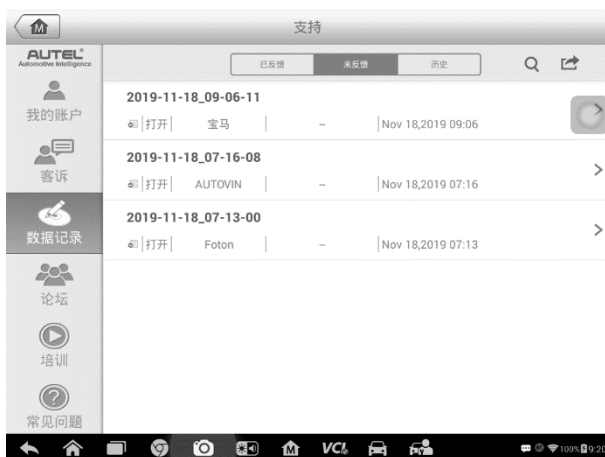 支持
AUTEL
Automotive Intelligence
已反馈 未反馈 历史
我的账户
客诉
数据记录
论坛
培训
常见问题
2019-11-18_09-06-11
打开 宝马 -- Nov 18,2019 09:06
2019-11-18_07-16-08
打开 AUTOVIN -- Nov 18,2019 07:16
2019-11-18_07-13-00
打开 Foton -- Nov 18,2019 07:13
M VCI 100% 9:20